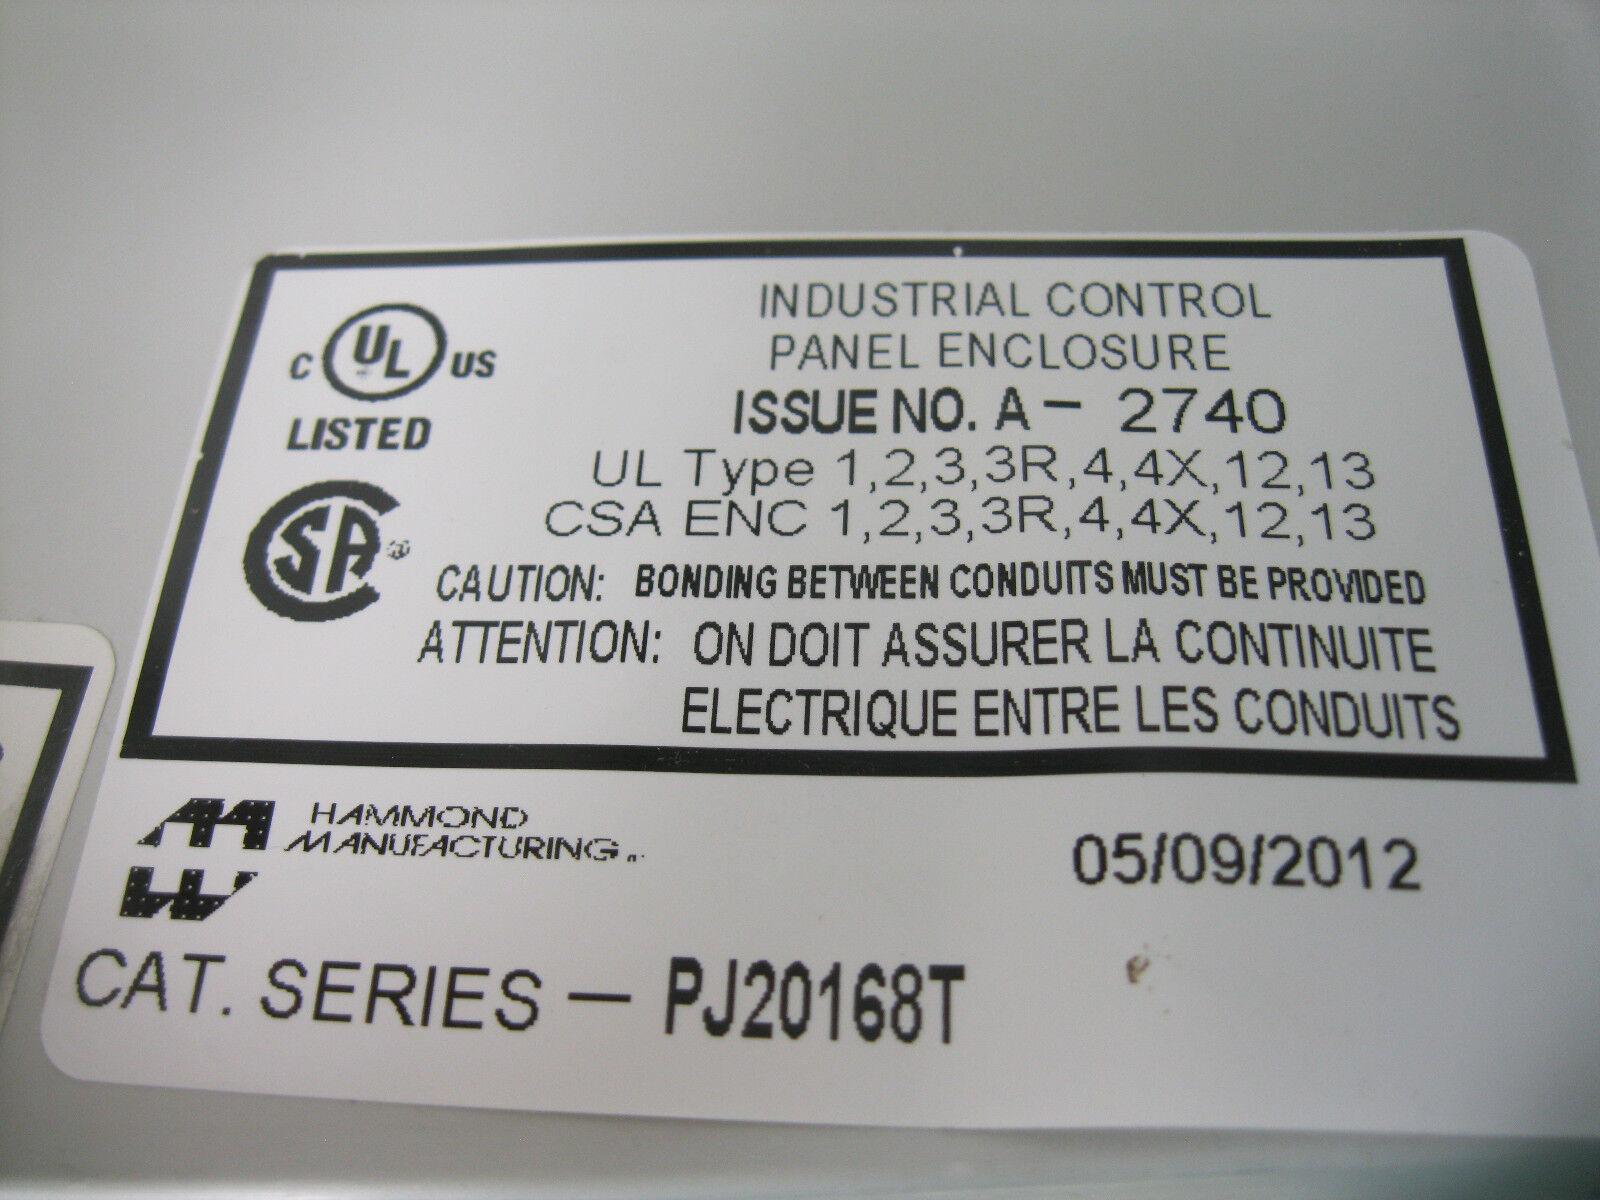 INDUSTRIAL CONTROL
PANEL ENCLOSURE
C UL US
LISTED
ISSUE NO. A - 2740
UL Type 1,2,3,3R,4,4X,12,13
CSA ENC 1,2,3,3R,4,4X,12,13
SA ®
CAUTION: BONDING BETWEEN CONDUITS MUST BE PROVIDED
ATTENTION: ON DOIT ASSURER LA CONTINUITE
ELECTRIQUE ENTRE LES CONDUITS
HAMMOND
MANUFACTURING
05/09/2012
CAT. SERIES - PJ20168T